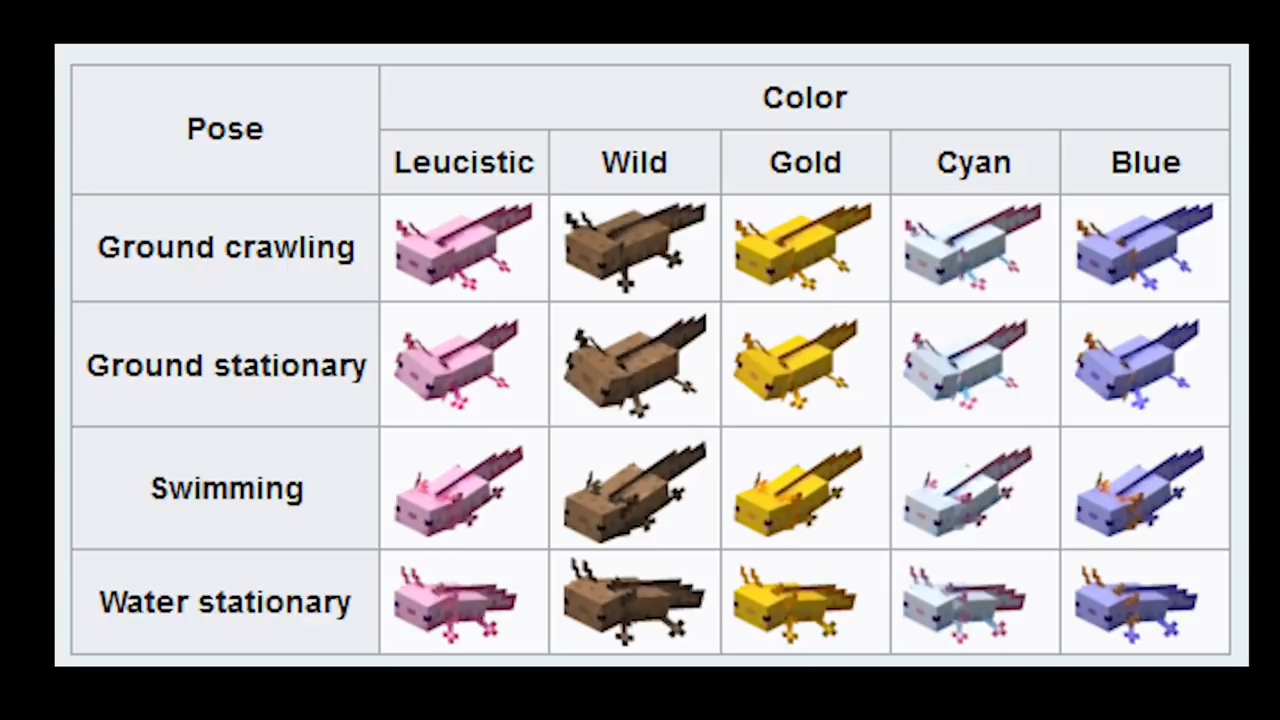 Pose
Color
Leucistic Wild Gold Cyan Blue
Ground crawling
Ground stationary
Swimming
Water stationary